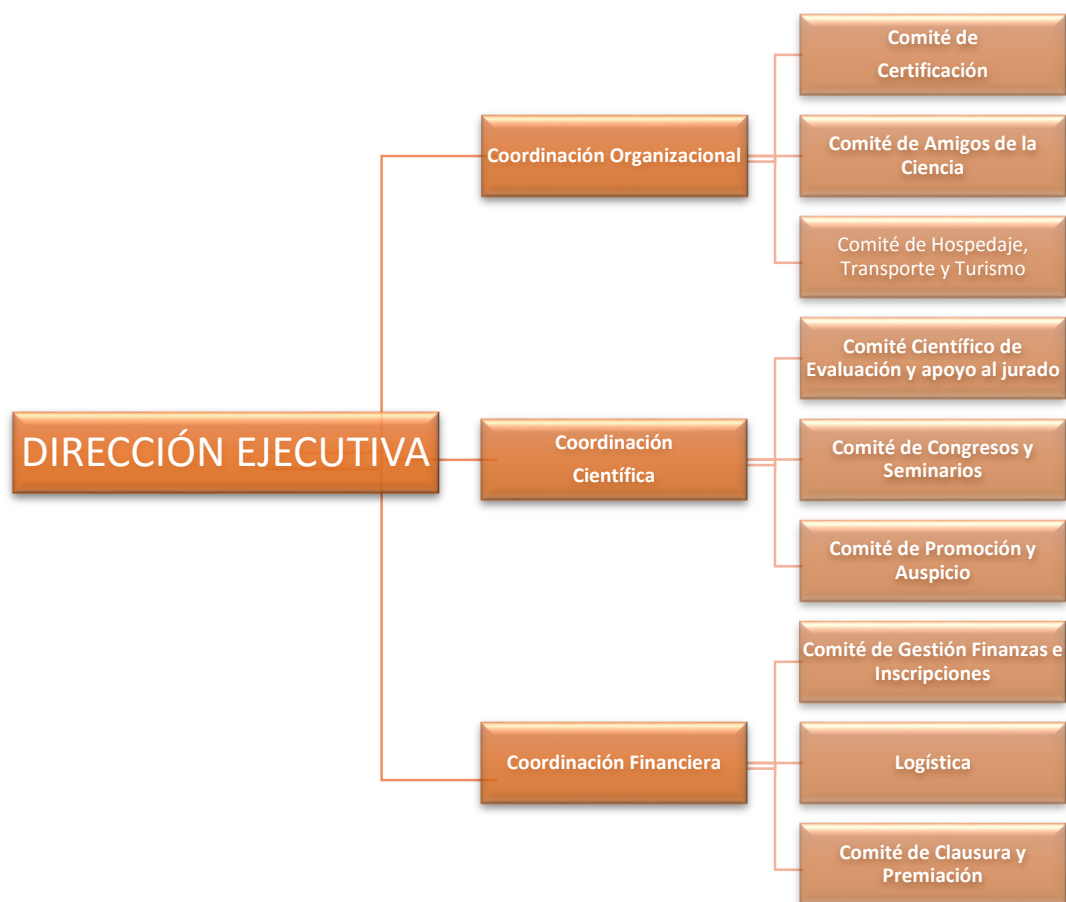 DIRECCIÓN EJECUTIVA
Coordinación Organizacional
Comité de
Certificación
Comité de Amigos de la
Ciencia
Comité de Hospedaje,
Transporte y Turismo
Coordinación
Científica
Comité Científico de
Evaluación y apoyo al jurado
Comité de Congresos y
Seminarios
Comité de Promoción y
Auspicio
Coordinación Financiera
Comité de Gestión Finanzas e
Inscripciones
Logística
Comité de Clausura y
Premiación